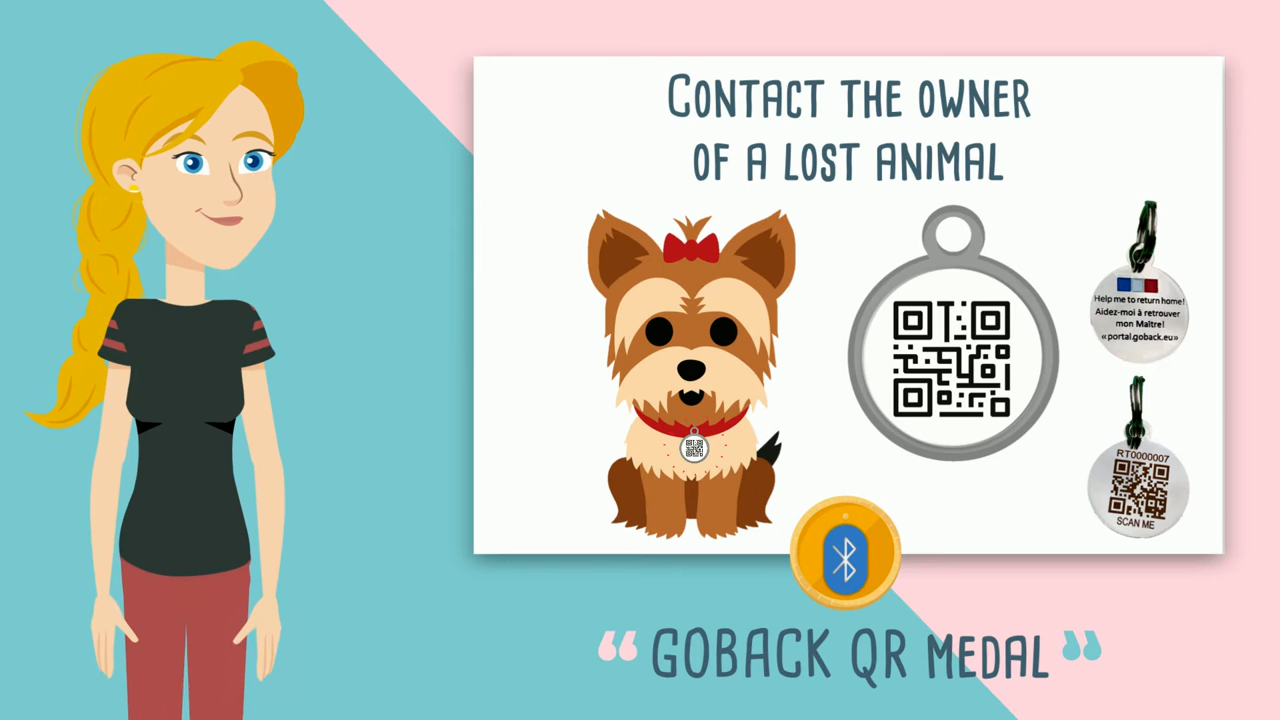 CONTACT THE OWNER
OF A LOST ANIMAL
Help me to return home!
Aidez-moi à retrouver
mon Maître!
«portal.goback.eu»
RT0000007
SCAN ME
“GOBACK QR MEDAL”